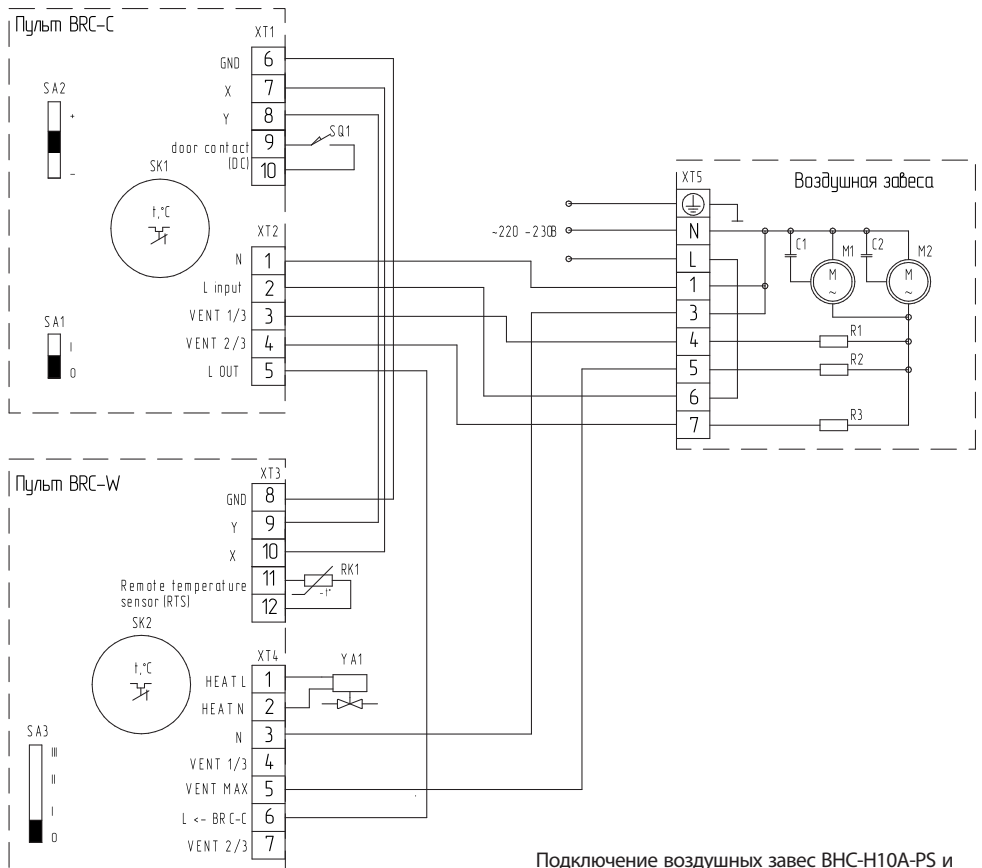 Пульт BRC-C
XT1
GND 6
X 7
SA2
Y 8
+
door contact (DC) 9
SQ1
10
-
SK1
t,°C
XT2
N 1
L input 2
VENT 1/3 3
SA1
VENT 2/3 4
I
L OUT 5
0
XT5
Воздушная завеса
~220 -230В
N
L
1
3
4
5
6
7
C1
M1
C2
M2
M
~
M
~
R1
R2
R3
Пульт BRC-W
XT3
GND 8
Y 9
X 10
Remote temperature 11
RK1
-t°
sensor (RTS)
12
SK2
t,°C
XT4
YA1
HEAT L 1
HEAT N 2
SA3
N 3
III
VENT 1/3 4
II
VENT MAX 5
I
L <- BRC-C 6
0
VENT 2/3 7
Подключение воздушных завес BHC-H10A-PS и